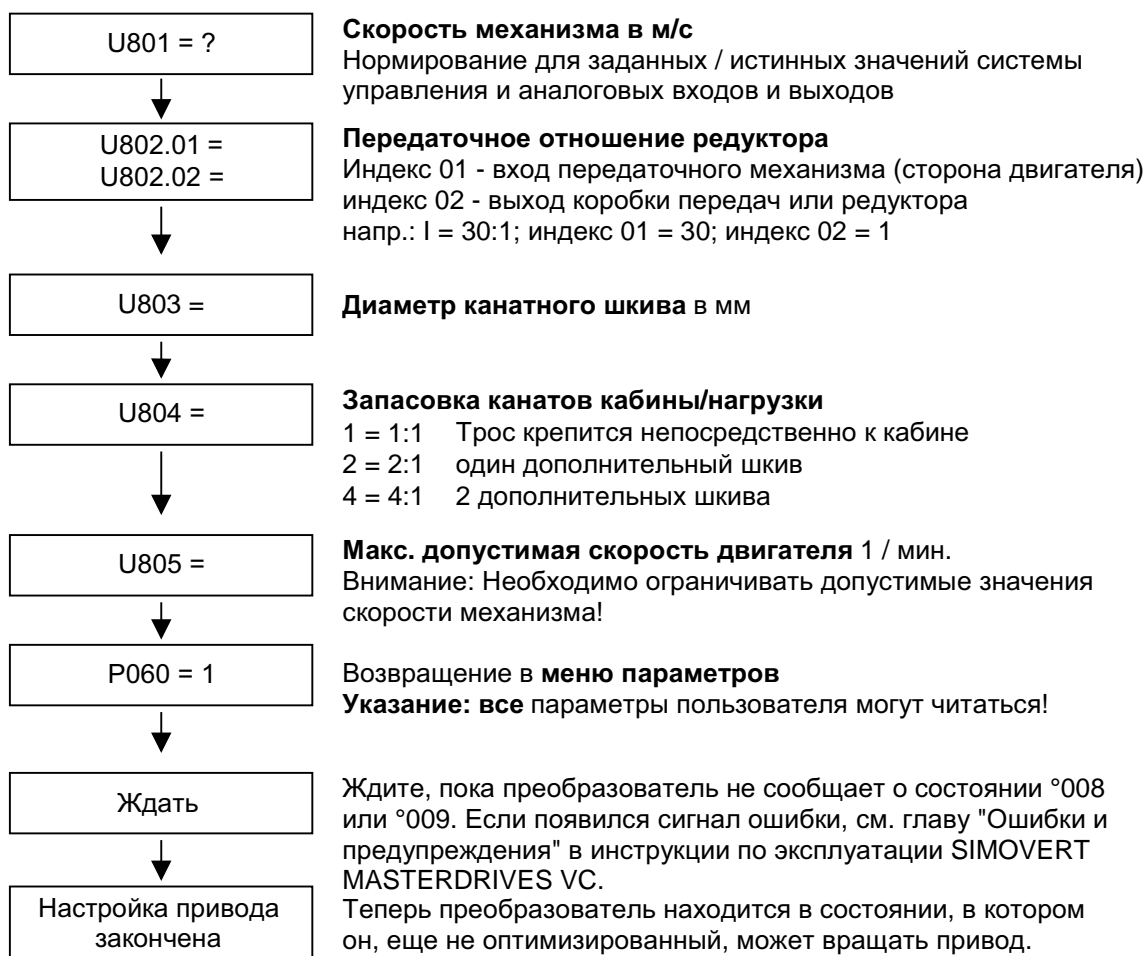 U801 = ?
Скорость механизма в м/с
Нормирование для заданных / истинных значений системы
управления и аналоговых входов и выходов
U802.01 =
U802.02 =
Передаточное отношение редуктора
Индекс 01 - вход передаточного механизма (сторона двигателя)
индекс 02 - выход коробки передач или редуктора
напр.: I = 30:1; индекс 01 = 30; индекс 02 = 1
U803 =
Диаметр канатного шкива в мм
U804 =
Запасовка канатов кабины/нагрузки
1 = 1:1 Трос крепится непосредственно к кабине
2 = 2:1 один дополнительный шкив
4 = 4:1 2 дополнительных шкива
U805 =
Макс. допустимая скорость двигателя 1 / мин.
Внимание: Необходимо ограничивать допустимые значения
скорости механизма!
P060 = 1
Возвращение в меню параметров
Указание: все параметры пользователя могут читаться!
Ждать
Ждите, пока преобразователь не сообщает о состоянии °008
или °009. Если появился сигнал ошибки, см. главу "Ошибки и
предупреждения" в инструкции по эксплуатации SIMOVERT
MASTERDRIVES VC.
Настройка привода
закончена
Теперь преобразователь находится в состоянии, в котором
он, еще не оптимизированный, может вращать привод.